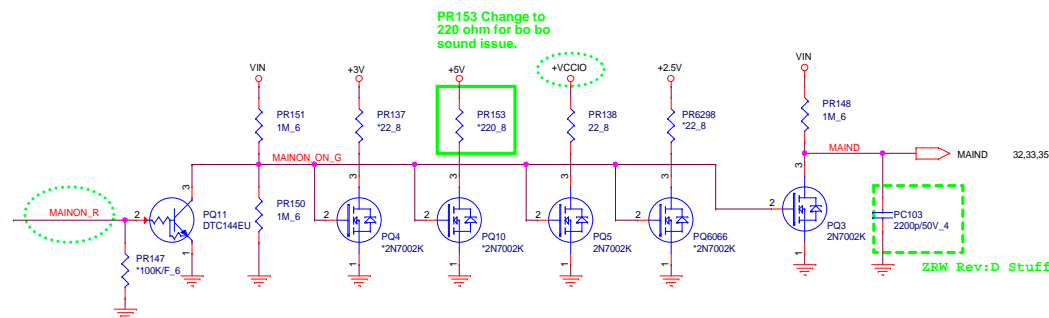 PR153 Change to
220 ohm for bo bo
sound issue.
VIN
+3V
+5V
+VCCIO
+2.5V
VIN
PR151
1M_6
PR137
*22_8
PR153
*220_8
PR138
22_8
PR6298
*22_8
PR148
1M_6
MAINON_ON_G
MAIND
MAIND
32,33,35
MAINON_R
2
3
1
PQ11
DTC144EU
PR150
1M_6
PR147
*100K/F_6
2
3
1
PQ4
*2N7002K
2
3
1
PQ10
*2N7002K
2
3
1
PQ5
2N7002K
2
3
1
PQ6066
*2N7002K
2
3
1
PQ3
2N7002K
PC103
2200p/50V_4
ZRW Rev:D Stuff